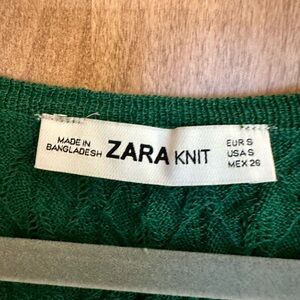 MADE IN
BANGLADESH
ZARA KNIT
EUR S
USA S
MEX 26